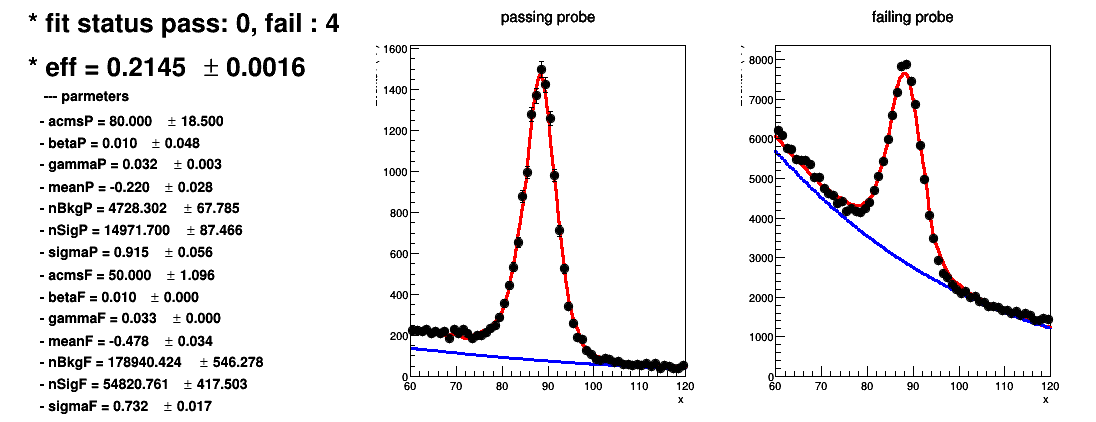 * fit status pass: 0, fail : 4
* eff = 0.2145 ± 0.0016
--- parmeters
- acmsP = 80.000 ± 18.500
- betaP = 0.010 ± 0.048
- gammaP = 0.032 ± 0.003
- meanP = -0.220 ± 0.028
- nBkgP = 4728.302 ± 67.785
- nSigP = 14971.700 ± 87.466
- sigmaP = 0.915 ± 0.056
- acmsF = 50.000 ± 1.096
- betaF = 0.010 ± 0.000
- gammaF = 0.033 ± 0.000
- meanF = -0.478 ± 0.034
- nBkgF = 178940.424 ± 546.278
- nSigF = 54820.761 ± 417.503
- sigmaF = 0.732 ± 0.017
passing probe
1600
1400
1200
1000
800
600
400
200
0
60 70 80 90 100 110 120
x
failing probe
8000
7000
6000
5000
4000
3000
2000
1000
0
60 70 80 90 100 110 120
x